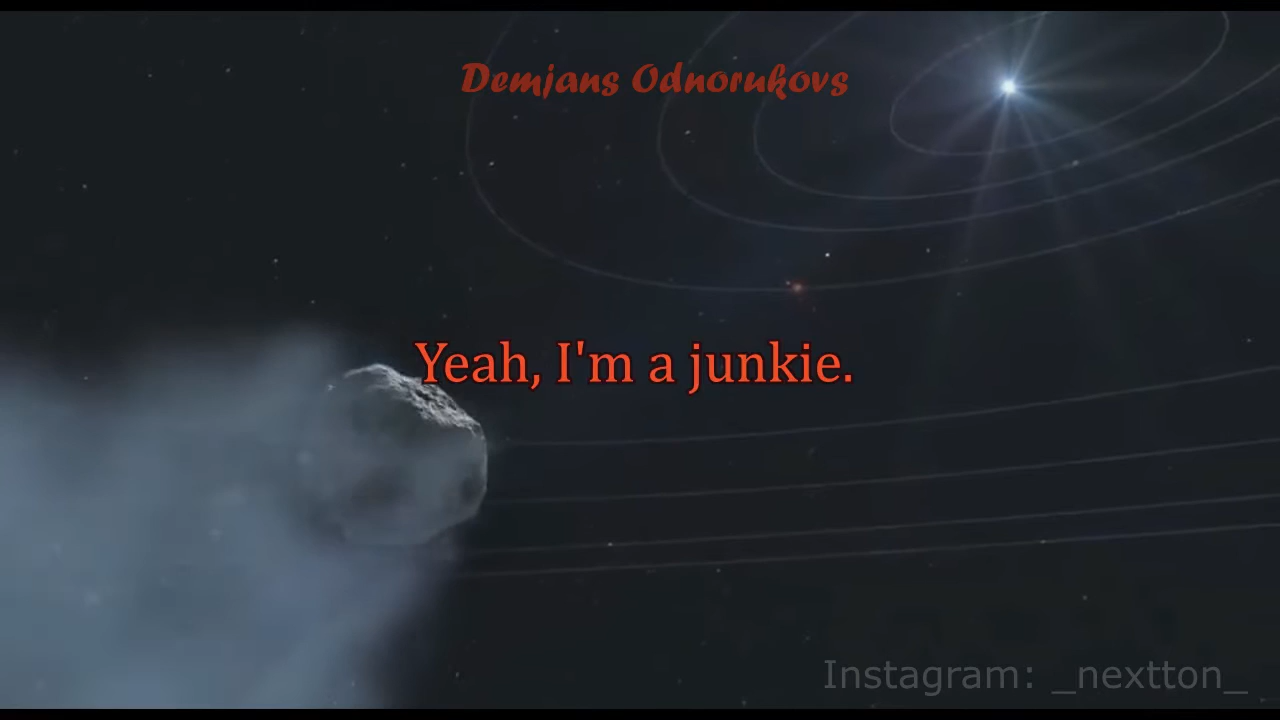 Demjans Odnorukovs
Yeah, I'm a junkie.
Instagram: _nextton_